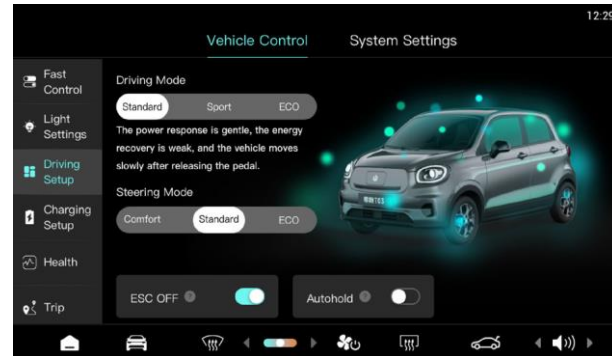 12:29
Vehicle Control
System Settings
Fast
Control
Light
Settings
Driving
Setup
Charging
Setup
Health
Trip
Driving Mode
Standard
Sport
ECO
The power response is gentle, the energy
recovery is weak, and the vehicle moves
slowly after releasing the pedal.
Steering Mode
Comfort
Standard
ECO
ESC OFF
Autohold